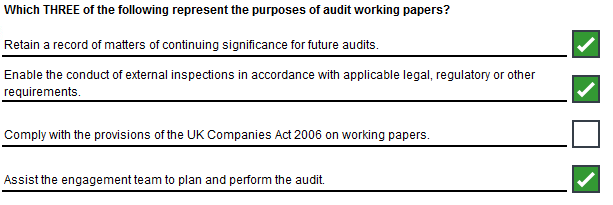 Which THREE of the following represent the purposes of audit working papers?
Retain a record of matters of continuing significance for future audits.
Enable the conduct of external inspections in accordance with applicable legal, regulatory or other
requirements.
Comply with the provisions of the UK Companies Act 2006 on working papers.
Assist the engagement team to plan and perform the audit.